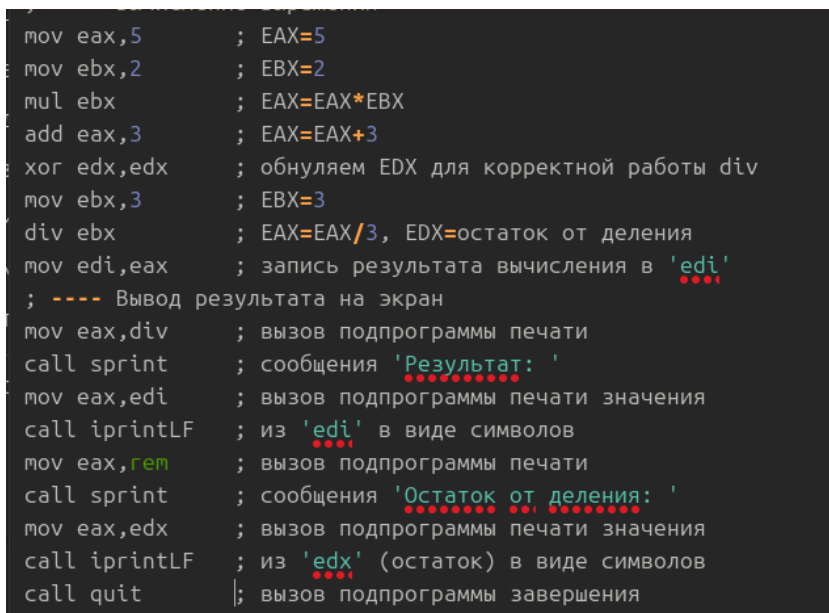 mov eax,5 ; EAX=5
mov ebx,2 ; EBX=2
mul ebx ; EAX=EAX*EBX
add eax,3 ; EAX=EAX+3
xor edx,edx ; обнуляем EDX для корректной работы div
mov ebx,3 ; EBX=3
div ebx ; EAX=EAX/3, EDX=остаток от деления
mov edi,eax ; запись результата вычисления в 'edi'
; ---- Вывод результата на экран
mov eax,div ; вызов подпрограммы печати
call sprint ; сообщения 'Результат: '
mov eax,edi ; вызов подпрограммы печати значения
call iprintLF ; из 'edi' в виде символов
mov eax,rem ; вызов подпрограммы печати
call sprint ; сообщения 'Остаток от деления: '
mov eax,edx ; вызов подпрограммы печати значения
call iprintLF ; из 'edx' (остаток) в виде символов
call quit ; вызов подпрограммы завершения